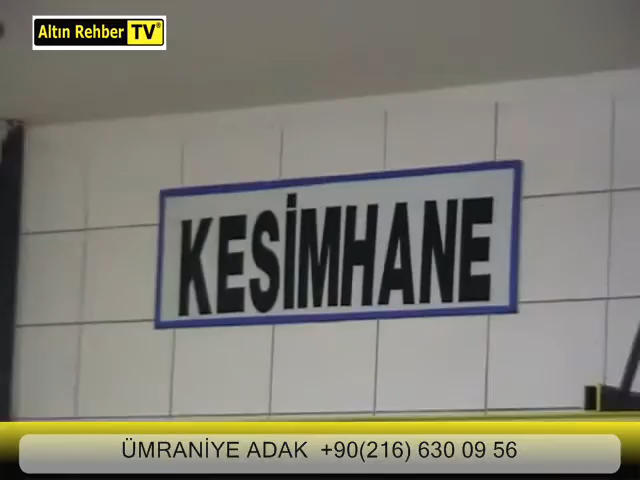 Altın Rehber TV®
KESİMHANE
ÜMRANİYE ADAK +90(216) 630 09 56